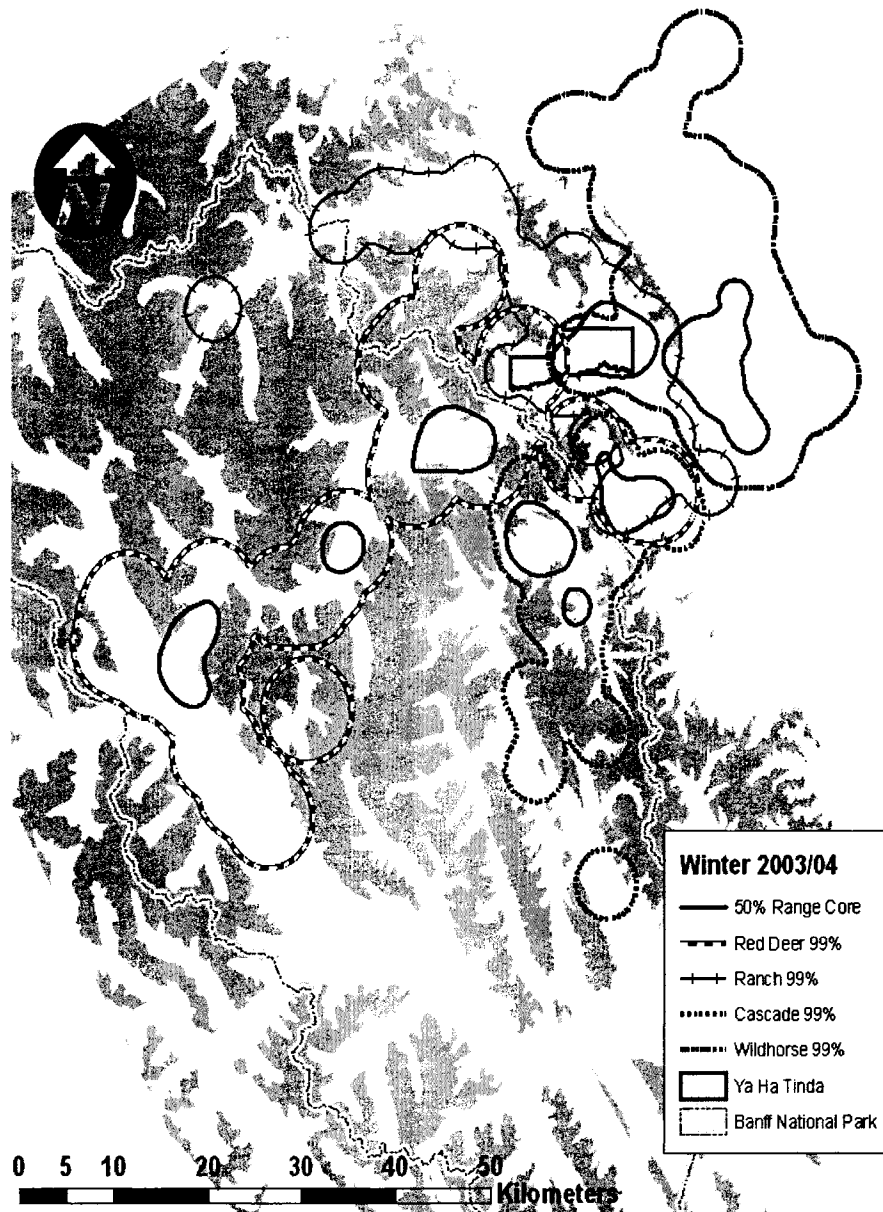 N
Winter 2003/04
50% Range Core
Red Deer 99%
Ranch 99%
Cascade 99%
Wildhorse 99%
Ya Ha Tinda
Banff National Park
0 5 10 20 30 40 50
Kilometers